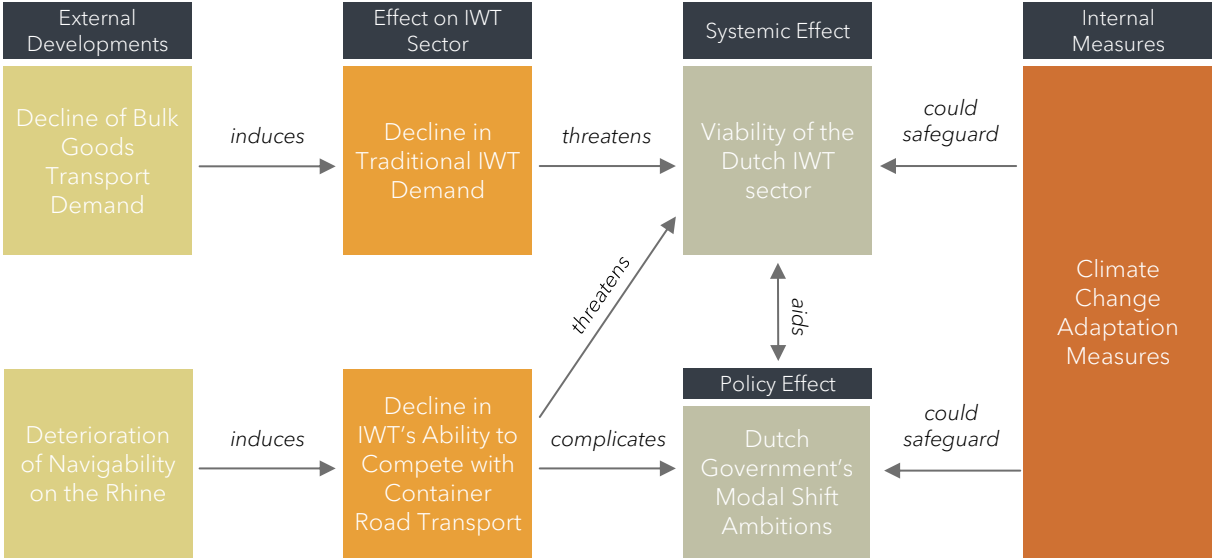 External
Developments
Effect on IWT
Sector
Systemic Effect
Internal
Measures
Decline of Bulk
Goods
Transport
Demand
induces
Decline in
Traditional IWT
Demand
threatens
Viability of the
Dutch IWT
sector
could
safeguard
threatens
aids
Climate
Change
Adaptation
Measures
Deterioration
of Navigability
on the Rhine
induces
Decline in
IWT's Ability to
Compete with
Container
Road Transport
complicates
Policy Effect
Dutch
Government's
Modal Shift
Ambitions
could
safeguard